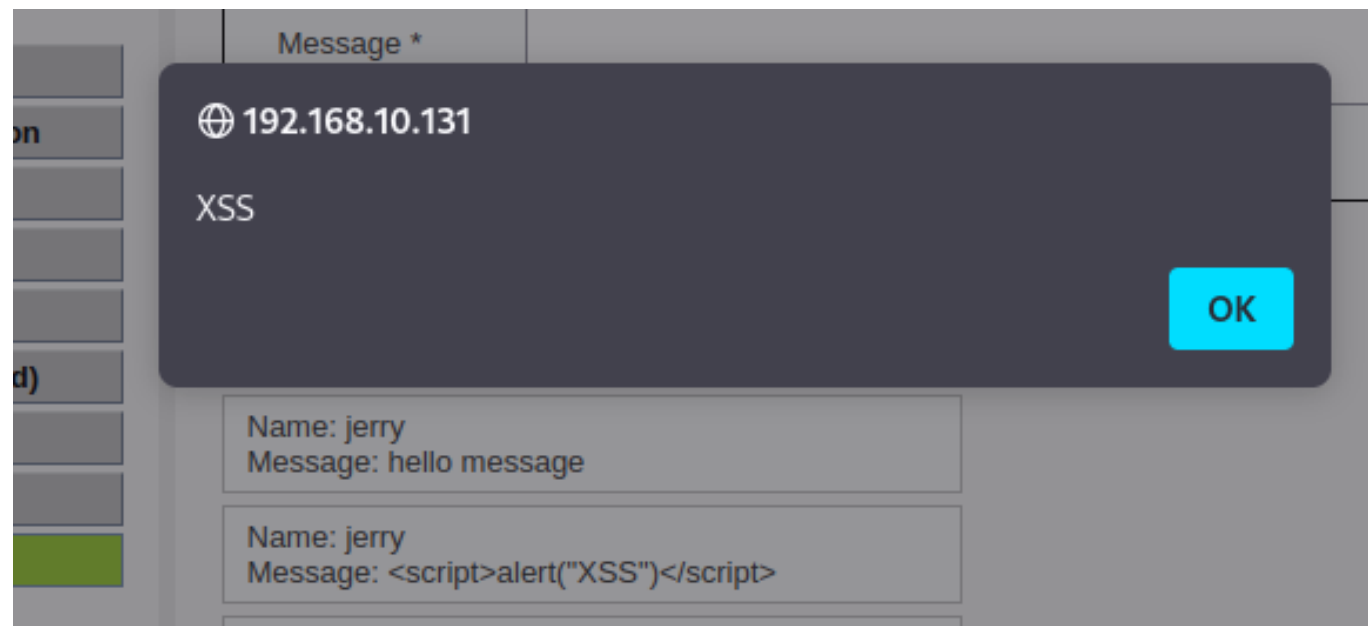 Message *
192.168.10.131
on
XSS
OK
d)
Name: jerry
Message: hello message
Name: jerry
Message: <script>alert("XSS")</script>